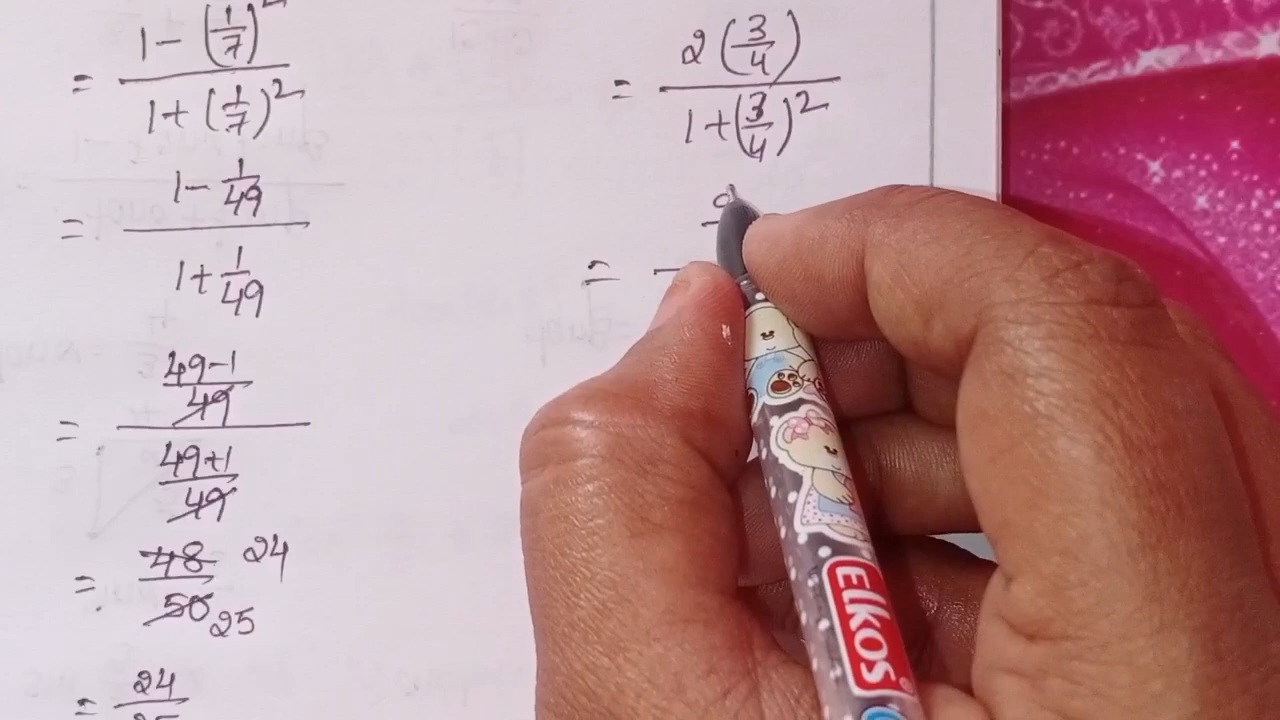 = (1 - (1/7)^2) / (1 + (1/7)^2)
= (1 - 1/49) / (1 + 1/49)
= ((49-1)/49) / ((49+1)/49)
= 48/50 24 25
= 24/25
= 2(3/4) / (1 + (3/4)^2)
=
Elkos